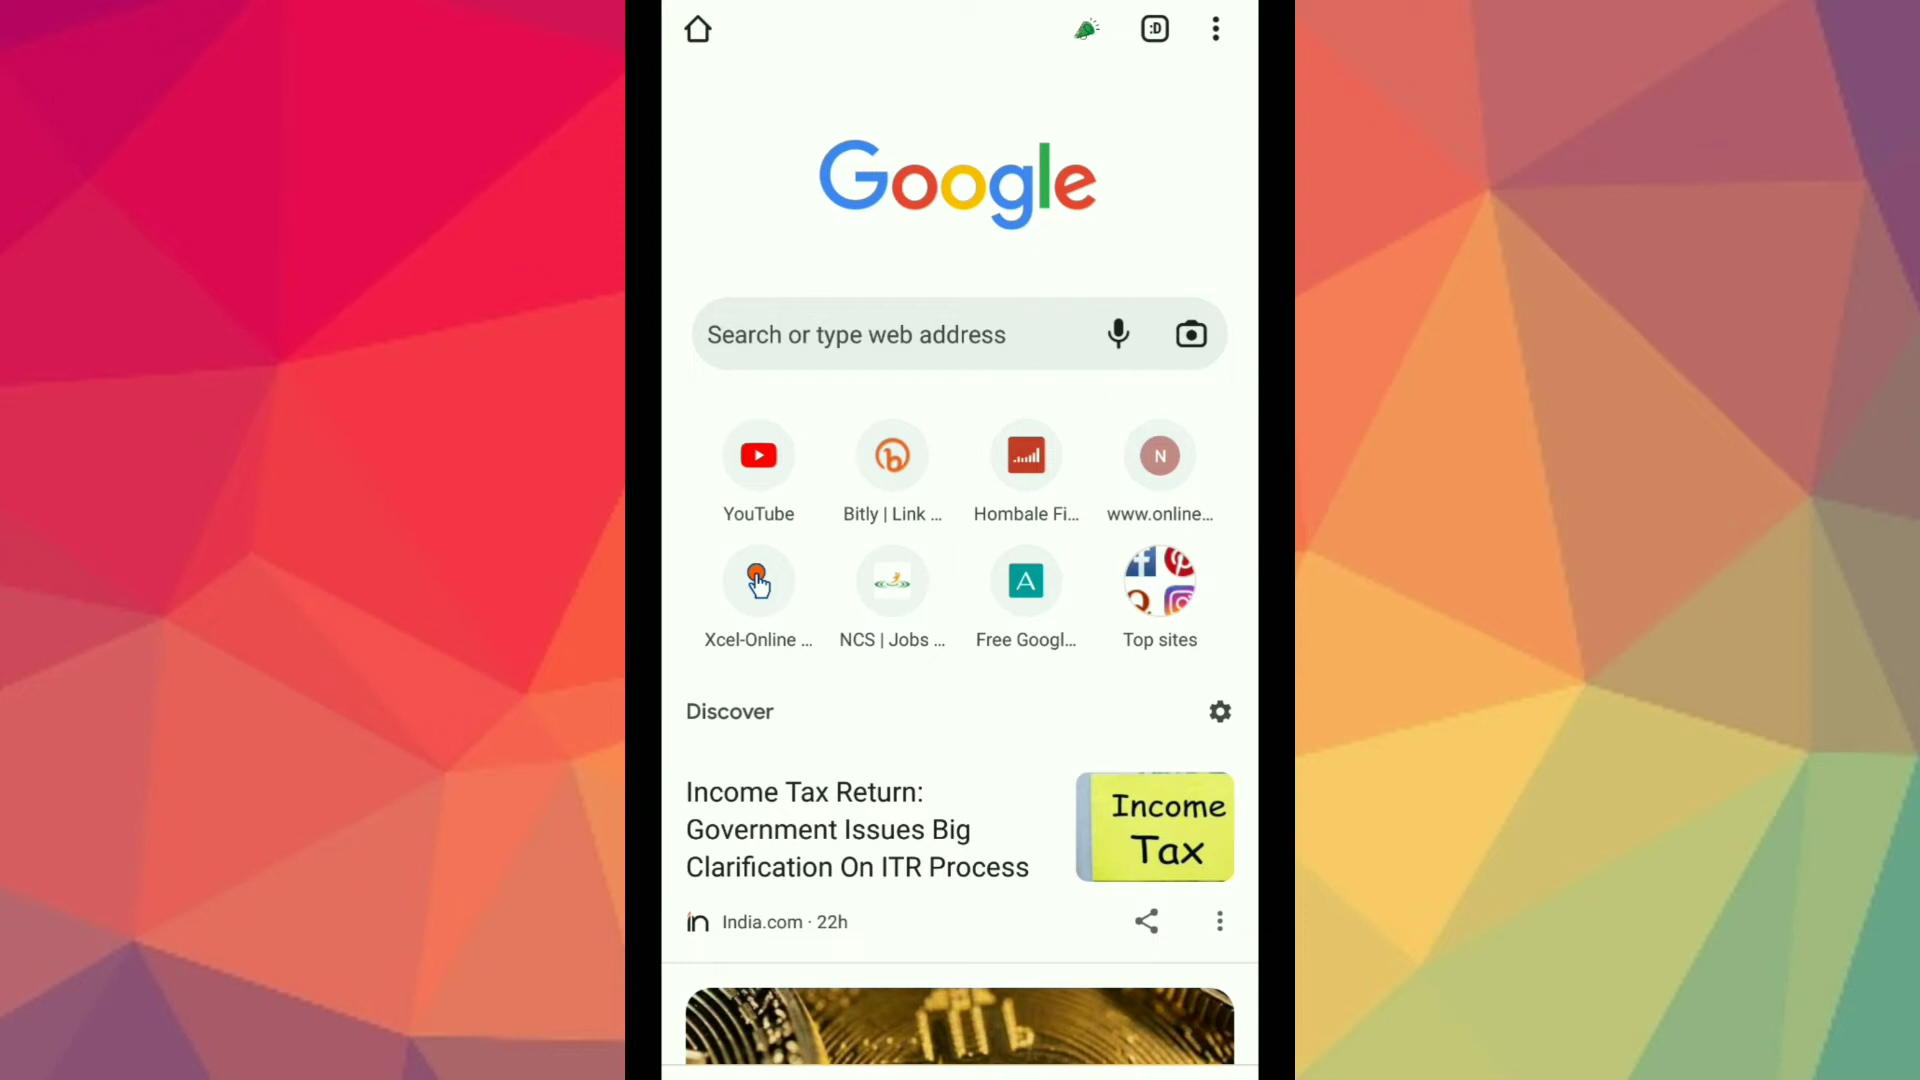 :D
Google
Search or type web address
N
YouTube
Bitly | Link ...
Hombale Fi...
www.online...
A
Xcel-Online ...
NCS | Jobs ...
Free Googl...
Top sites
Discover
Income Tax Return:
Government Issues Big
Clarification On ITR Process
Income
Tax
in India.com · 22h